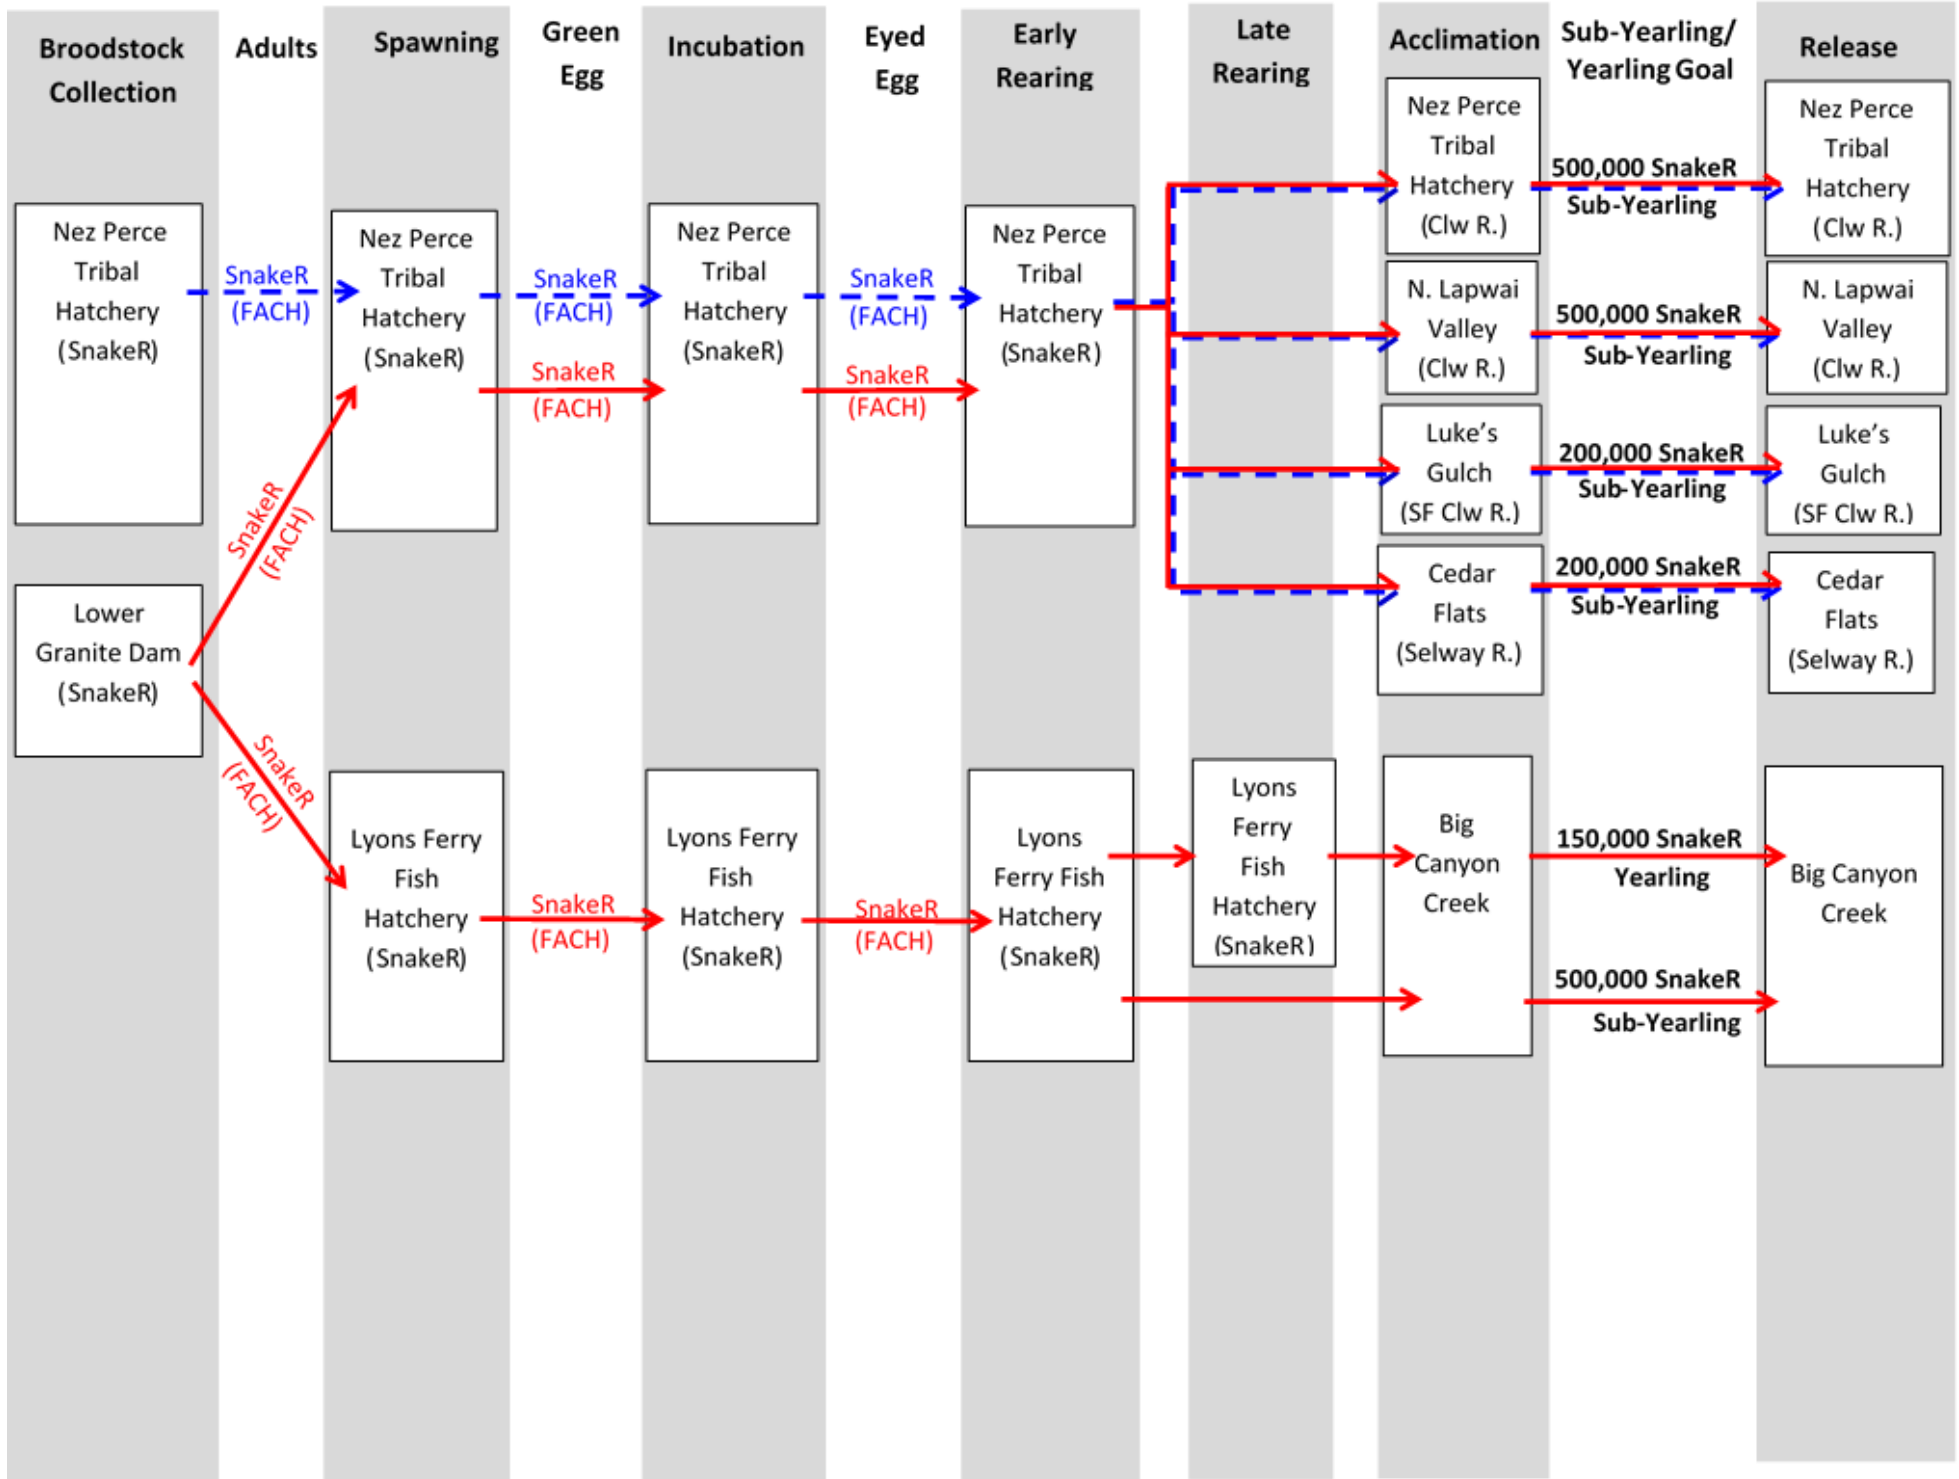 Broodstock
Collection
Adults
Spawning
Green
Egg
Incubation
Eyed
Egg
Early
Rearing
Late
Rearing
Acclimation
Sub-Yearling/
Yearling Goal
Release
Nez Perce
Tribal
Hatchery
(SnakeR)
SnakeR
(FACH)
Nez Perce
Tribal
Hatchery
(SnakeR)
SnakeR
(FACH)
SnakeR
(FACH)
Nez Perce
Tribal
Hatchery
(SnakeR)
SnakeR
(FACH)
SnakeR
(FACH)
Nez Perce
Tribal
Hatchery
(SnakeR)
Nez Perce
Tribal
Hatchery
(Clw R.)
500,000 SnakeR
Sub-Yearling
Nez Perce
Tribal
Hatchery
(Clw R.)
N. Lapwai
Valley
(Clw R.)
500,000 SnakeR
Sub-Yearling
N. Lapwai
Valley
(Clw R.)
Luke's
Gulch
(SF Clw R.)
200,000 SnakeR
Sub-Yearling
Luke's
Gulch
(SF Clw R.)
Cedar
Flats
(Selway R.)
200,000 SnakeR
Sub-Yearling
Cedar
Flats
(Selway R.)
Lower
Granite Dam
(SnakeR)
SnakeR
(FACH)
SnakeR
(FACH)
Lyons Ferry
Fish
Hatchery
(SnakeR)
SnakeR
(FACH)
Lyons Ferry
Fish
Hatchery
(SnakeR)
SnakeR
(FACH)
Lyons
Ferry Fish
Hatchery
(SnakeR)
Lyons
Ferry
Fish
Hatchery
(SnakeR)
Big
Canyon
Creek
150,000 SnakeR
Yearling
500,000 SnakeR
Sub-Yearling
Big Canyon
Creek